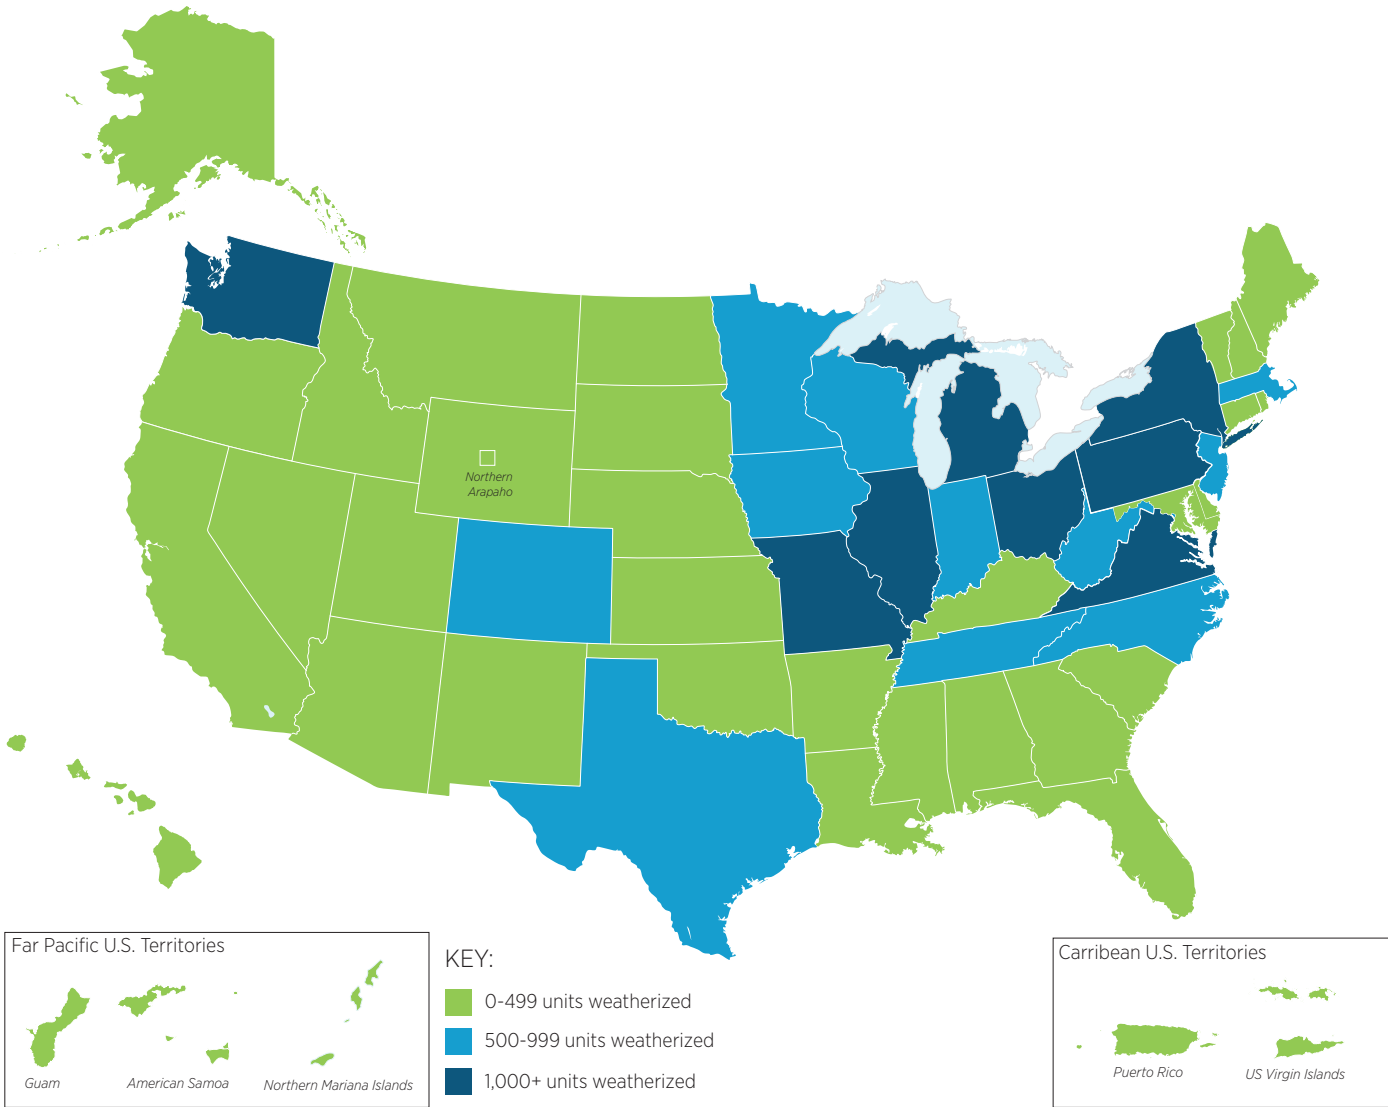 Northern
Arapaho
Far Pacific U.S. Territories
Guam
American Samoa
Northern Mariana Islands
KEY:
0-499 units weatherized
500-999 units weatherized
1,000+ units weatherized
Carribean U.S. Territories
Puerto Rico
US Virgin Islands